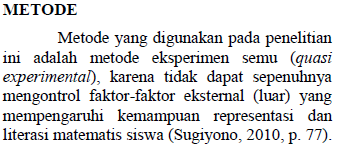 METODE
Metode yang digunakan pada penelitian
ini adalah metode eksperimen semu (quasi
experimental), karena tidak dapat sepenuhnya
mengontrol faktor-faktor eksternal (luar) yang
mempengaruhi kemampuan representasi dan
literasi matematis siswa (Sugiyono, 2010, p. 77).